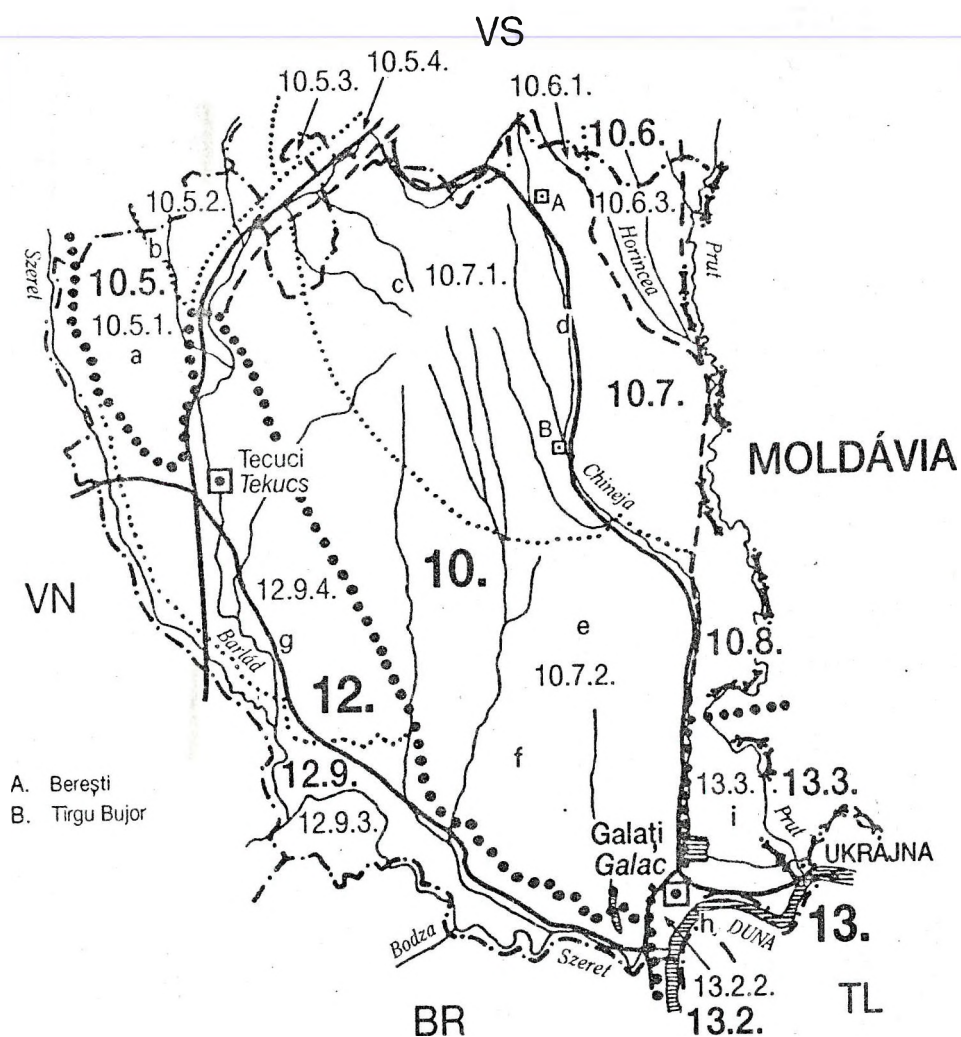 VS
10.5.3.
10.5.4.
10.6.1.
10.6.
10.5.2.
A
10.6.3.
Szeret
b
Horincea
Prut
10.5.
c
10.7.1.
10.5.1.
d
a
10.7.
B
MOLDÁVIA
Tecuci
Tekucs
Chineja
10.
12.9.4.
VN
e
g
10.8.
Barlád
10.7.2.
12.
f
A. Bereşti
B. Tîrgu Bujor
12.9.
13.3.
13.3.
i
Prut
12.9.3.
Galaţi
Galac
UKRAJNA
h
DUNA
13.
Bodza
Szeret
13.2.2.
TL
BR
13.2.